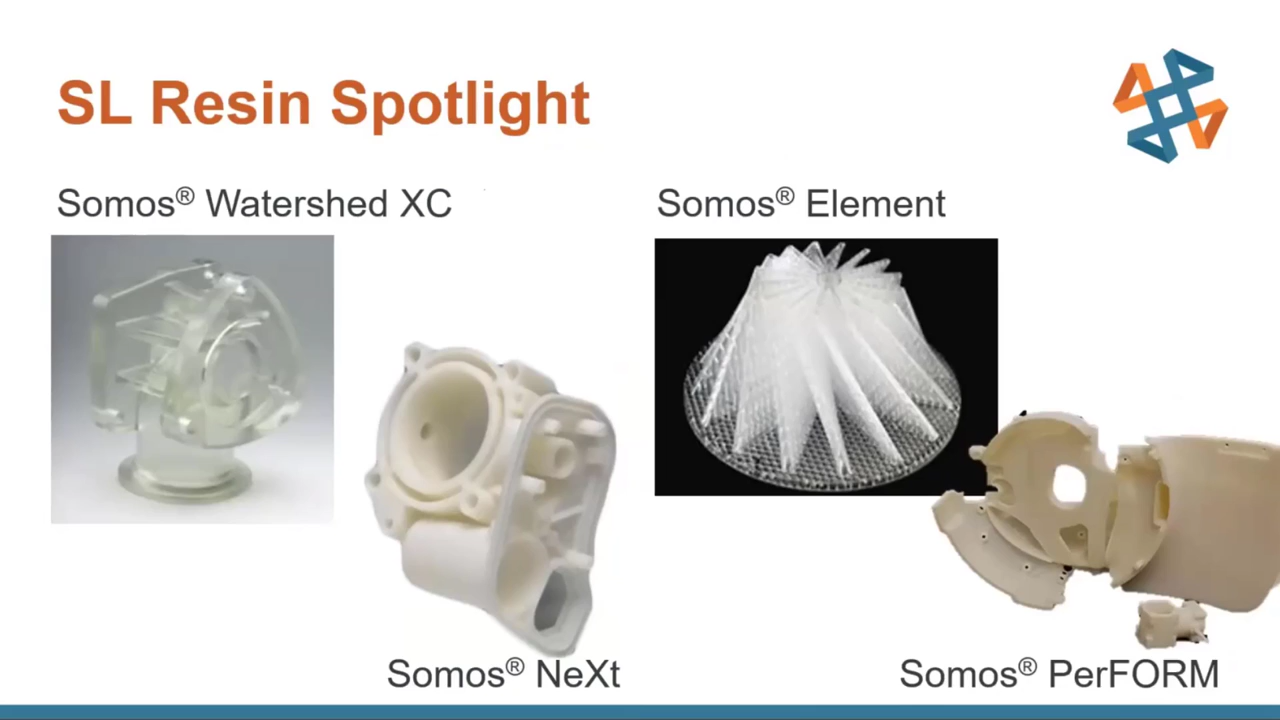 SL Resin Spotlight
Somos® Watershed XC
Somos® Element
Somos® NeXt
Somos® PerFORM